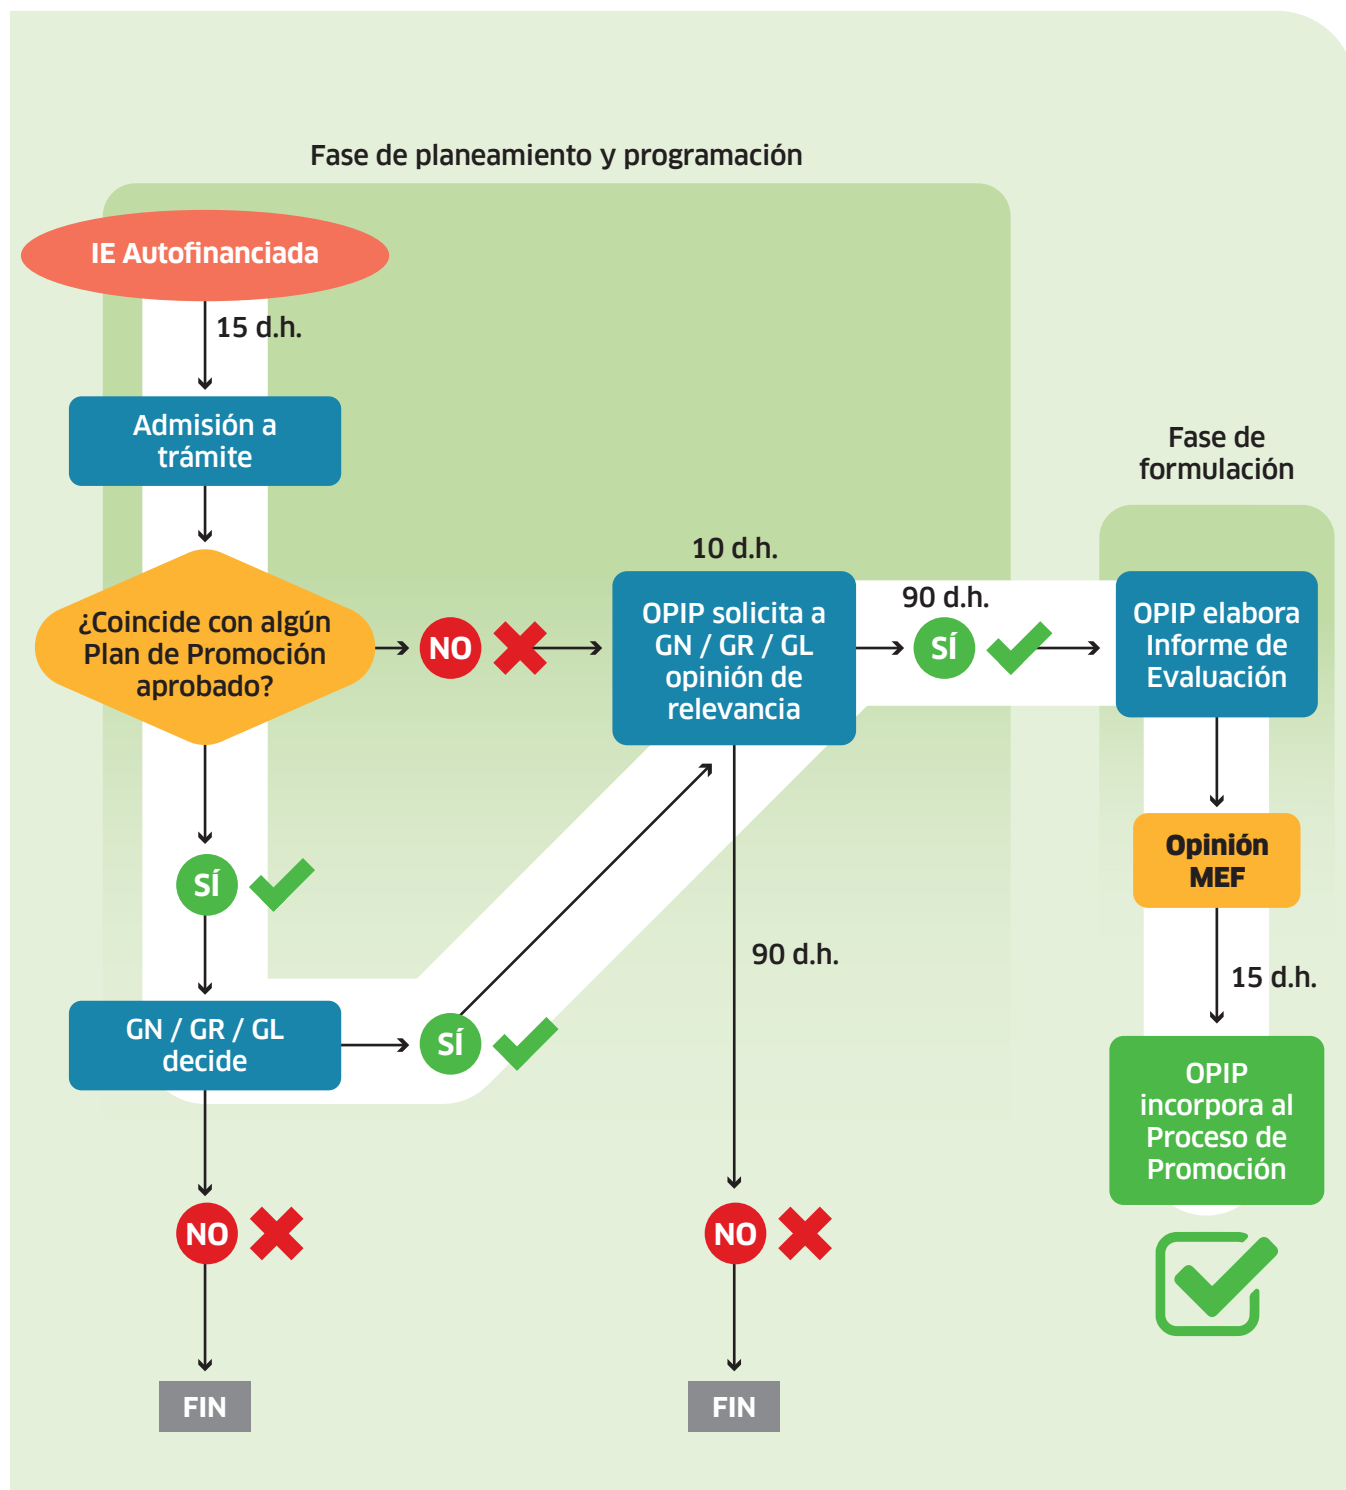 Fase de planeamiento y programación
IE Autofinanciada
15 d.h.
Admisión a
trámite
¿Coincide con algún
Plan de Promoción
aprobado?
NO
10 d.h.
OPIP solicita a
GN / GR / GL
opinión de
relevancia
90 d.h.
SÍ
Fase de
formulación
OPIP elabora
Informe de
Evaluación
Opinión
MEF
15 d.h.
OPIP
incorpora al
Proceso de
Promoción
SÍ
GN / GR / GL
decide
SÍ
90 d.h.
NO
NO
FIN
FIN